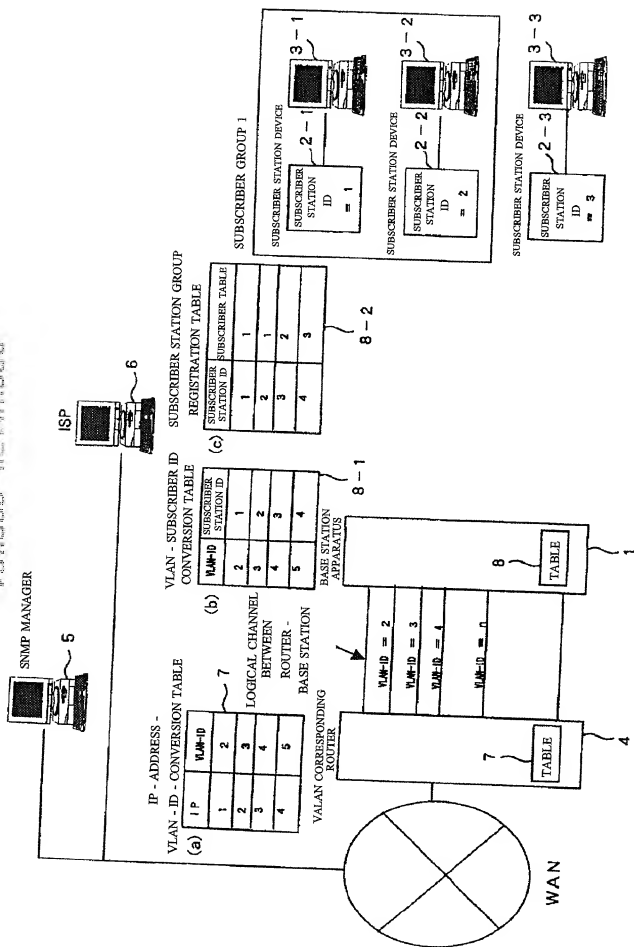 SNMP MANAGER
5
ISP
6
IP - ADDRESS -
VLAN - ID - CONVERSION TABLE
(a)
IP VLAN-ID
1 2
2 3
3 4
4 5
7
VLAN - SUBSCRIBER ID
CONVERSION TABLE
(b)
VLAN-ID SUBSCRIBER STATION ID
2 1
3 2
4 3
5 4
8-1
SUBSCRIBER STATION GROUP
REGISTRATION TABLE
(c)
SUBSCRIBER STATION ID SUBSCRIBER TABLE
1 1
2 1
3 2
4 3
8-2
LOGICAL CHANNEL
BETWEEN
ROUTER -
BASE STATION
VALAN CORRESPONDING
ROUTER
7
TABLE
4
VLAN-ID = 2
VLAN-ID = 3
VLAN-ID = 4
VLAN-ID = n
BASE STATION
APPARATUS
8
TABLE
1
WAN
SUBSCRIBER GROUP 1
SUBSCRIBER STATION DEVICE
2-1
3-1
SUBSCRIBER
STATION
ID
= 1
SUBSCRIBER STATION DEVICE
2-2
3-2
SUBSCRIBER
STATION
ID
= 2
SUBSCRIBER STATION DEVICE
2-3
3-3
SUBSCRIBER
STATION
ID
= 3